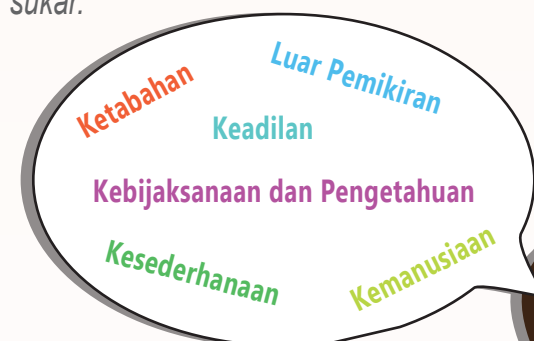 sukar.
Luar Pemikiran
Ketabahan
Keadilan
Kebijaksanaan dan Pengetahuan
Kesederhanaan
Kemanusiaan